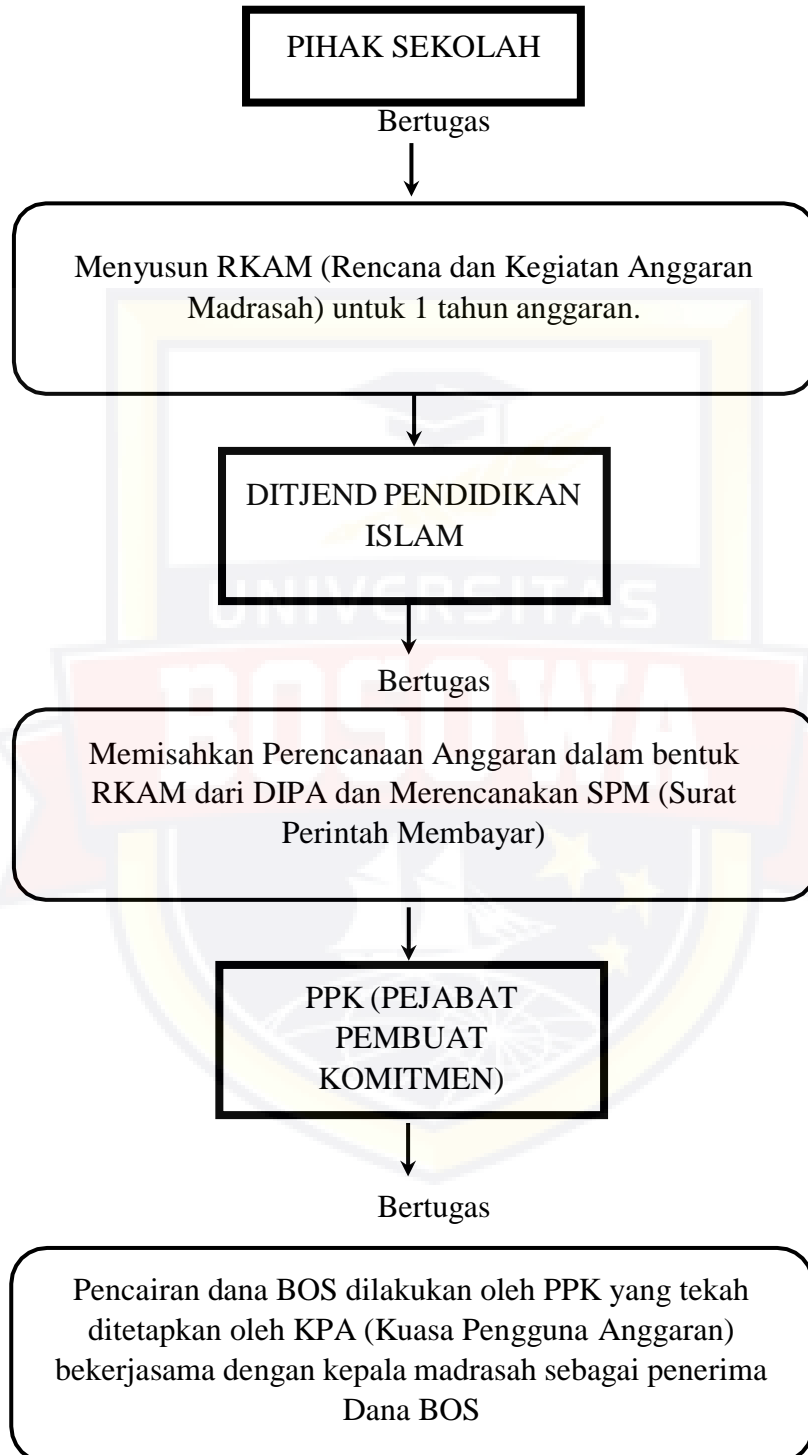 PIHAK SEKOLAH
Bertugas
Menyusun RKAM (Rencana dan Kegiatan Anggaran
Madrasah) untuk 1 tahun anggaran.
DITJEND PENDIDIKAN
ISLAM
UNIVERSITAS
BOSOWA
Bertugas
Memisahkan Perencanaan Anggaran dalam bentuk
RKAM dari DIPA dan Merencanakan SPM (Surat
Perintah Membayar)
PPK (PEJABAT
PEMBUAT
KOMITMEN)
Bertugas
Pencairan dana BOS dilakukan oleh PPK yang tekah
ditetapkan oleh KPA (Kuasa Pengguna Anggaran)
bekerjasama dengan kepala madrasah sebagai penerima
Dana BOS